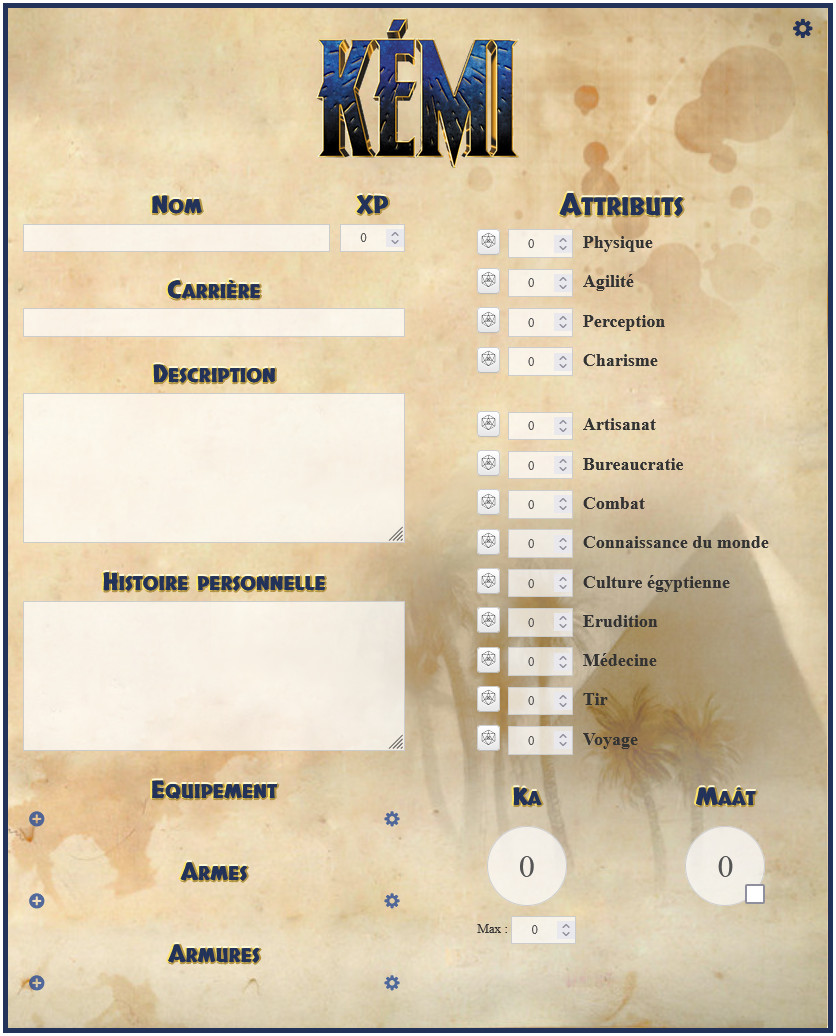 KÉMI
Nom
XP
0
Carrière
Description
Histoire personnelle
Equipement
Armes
Armures
Attributs
0 Physique
0 Agilité
0 Perception
0 Charisme
0 Artisanat
0 Bureaucratie
0 Combat
0 Connaissance du monde
0 Culture égyptienne
0 Erudition
0 Médecine
0 Tir
0 Voyage
Ka
0
Max : 0
Maât
0